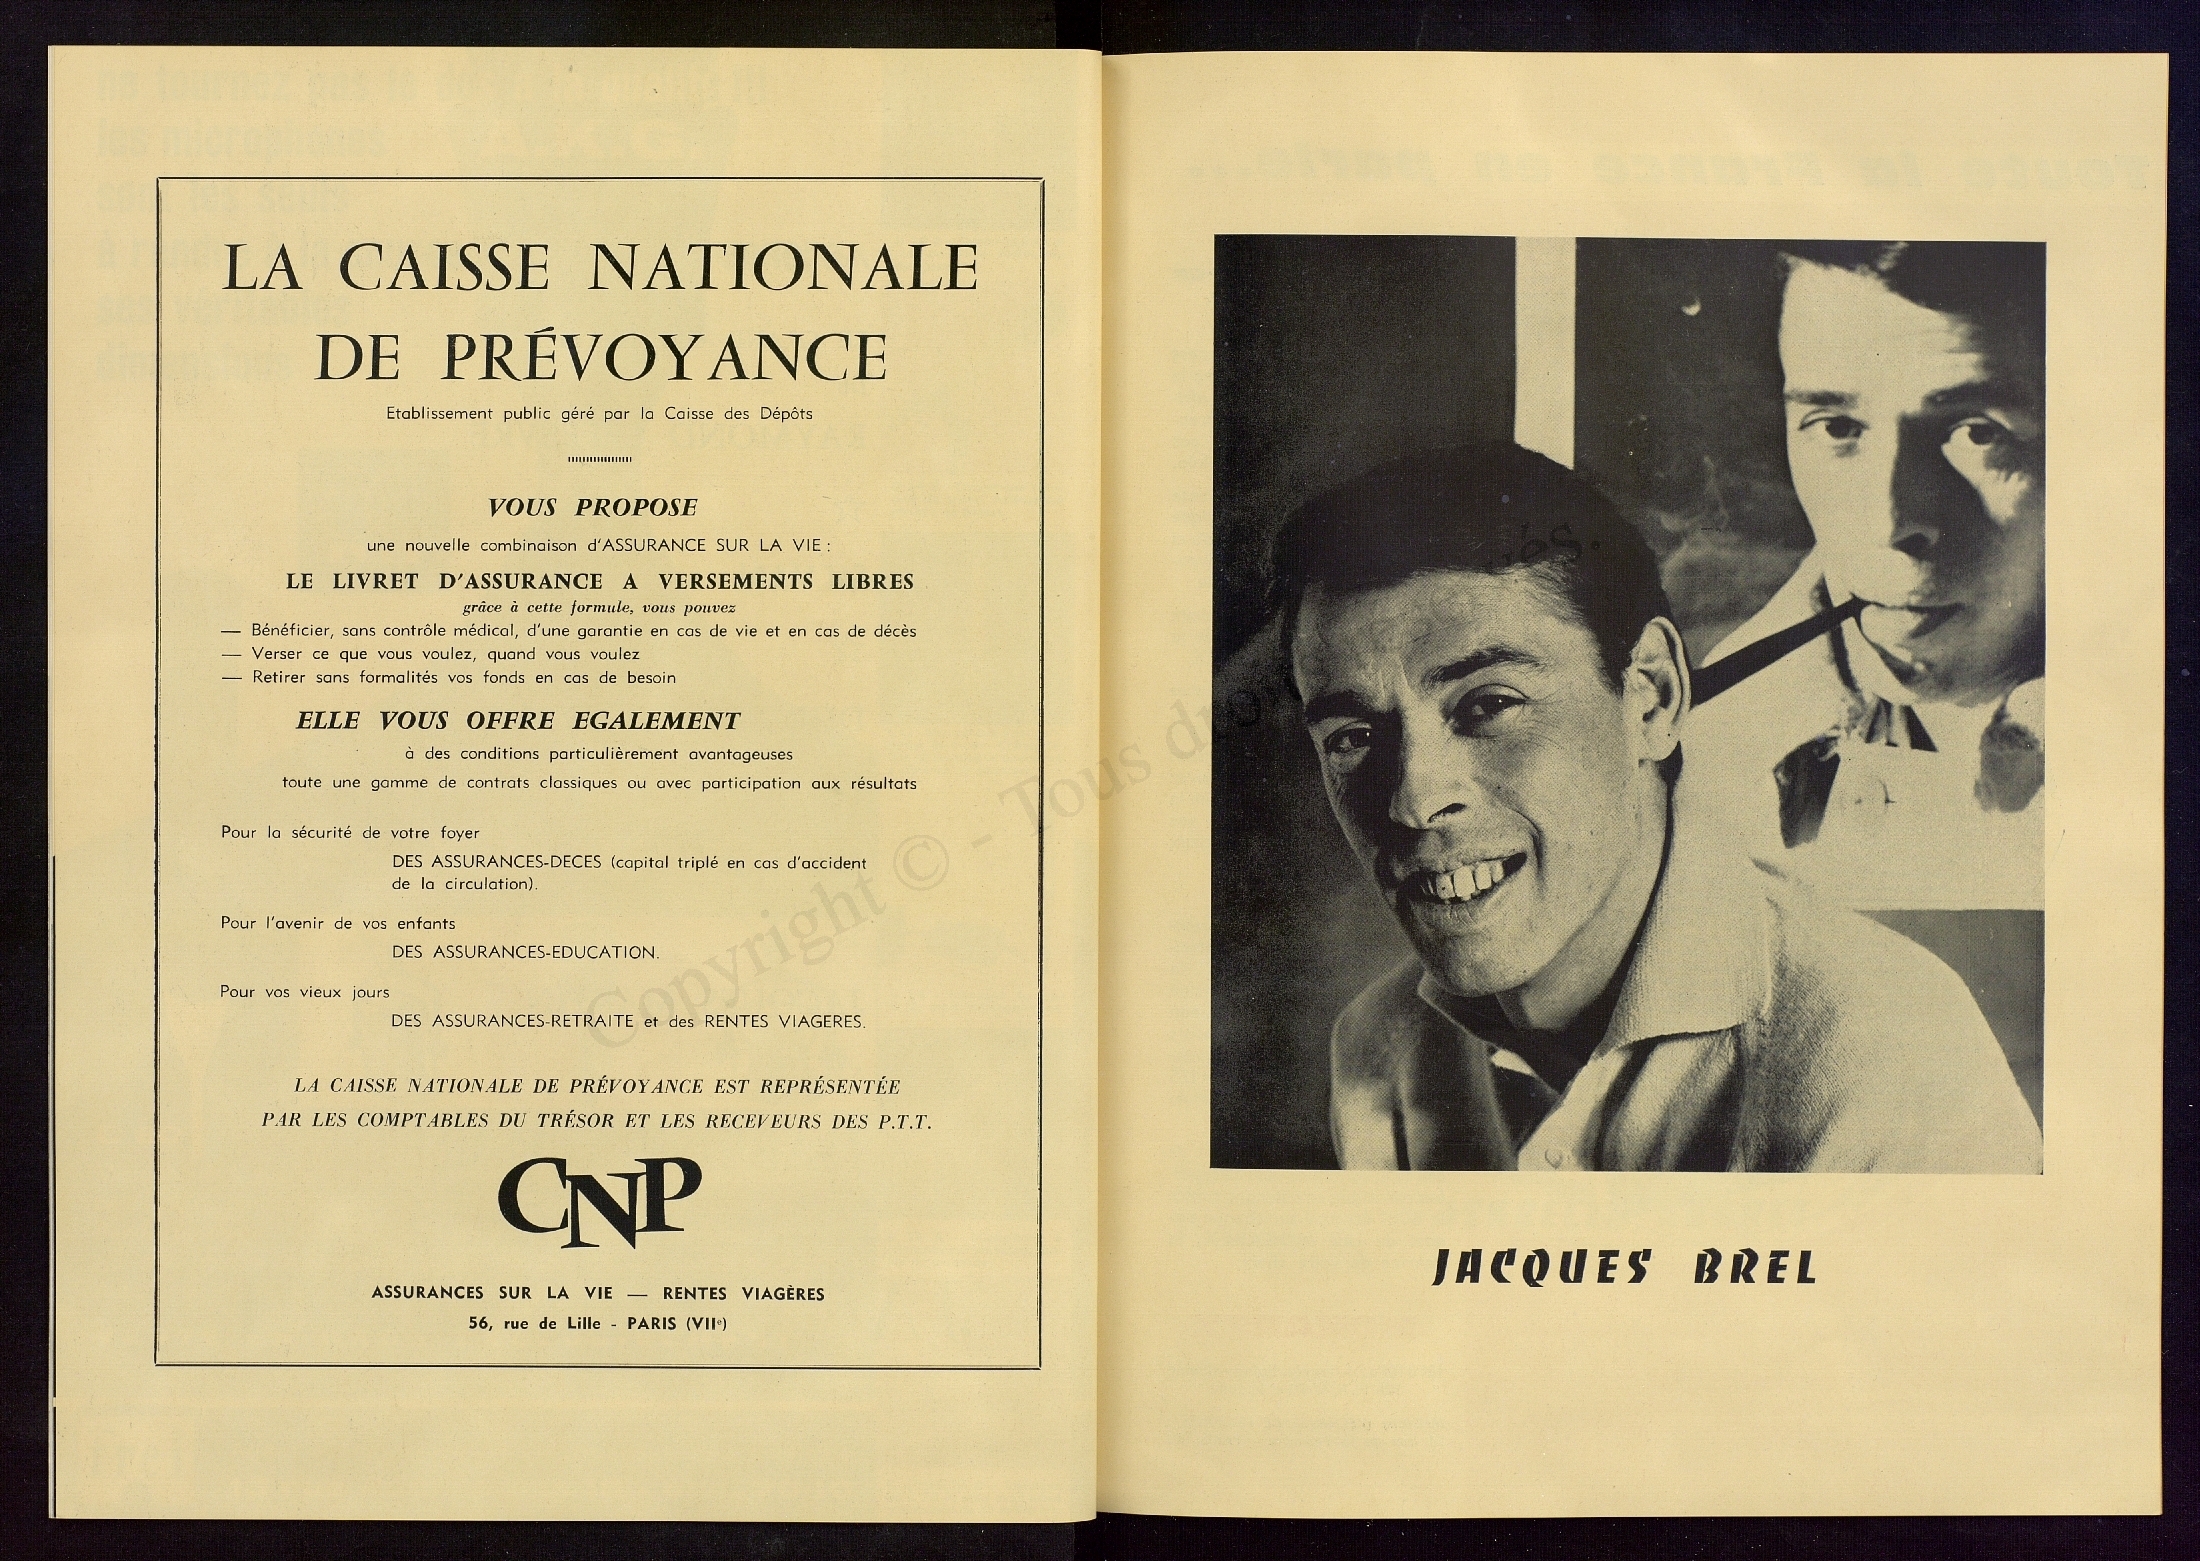 LA CAISSE NATIONALE
DE PRÉVOYANCE
Etablissement public géré par la Caisse des Dépôts
VOUS PROPOSE
une nouvelle combinaison d'ASSURANCE SUR LA VIE :
LE LIVRET D'ASSURANCE A VERSEMENTS LIBRES
grâce à cette formule, vous pouvez
— Bénéficier, sans contrôle médical, d'une garantie en cas de vie et en cas de décès
— Verser ce que vous voulez, quand vous voulez
— Retirer sans formalités vos fonds en cas de besoin
ELLE VOUS OFFRE EGALEMENT
à des conditions particulièrement avantageuses
toute une gamme de contrats classiques ou avec participation aux résultats
Pour la sécurité de votre foyer
DES ASSURANCES-DECES (capital triplé en cas d'accident
de la circulation).
Pour l'avenir de vos enfants
DES ASSURANCES-EDUCATION.
Pour vos vieux jours
DES ASSURANCES-RETRAITE et des RENTES VIAGERES.
LA CAISSE NATIONALE DE PRÉVOYANCE EST REPRÉSENTÉE
PAR LES COMPTABLES DU TRÉSOR ET LES RECEVEURS DES P.T.T.
CNP
ASSURANCES SUR LA VIE — RENTES VIAGÈRES
56, rue de Lille - PARIS (VIIe)
Copyright © - Tous
JACQUES BREL